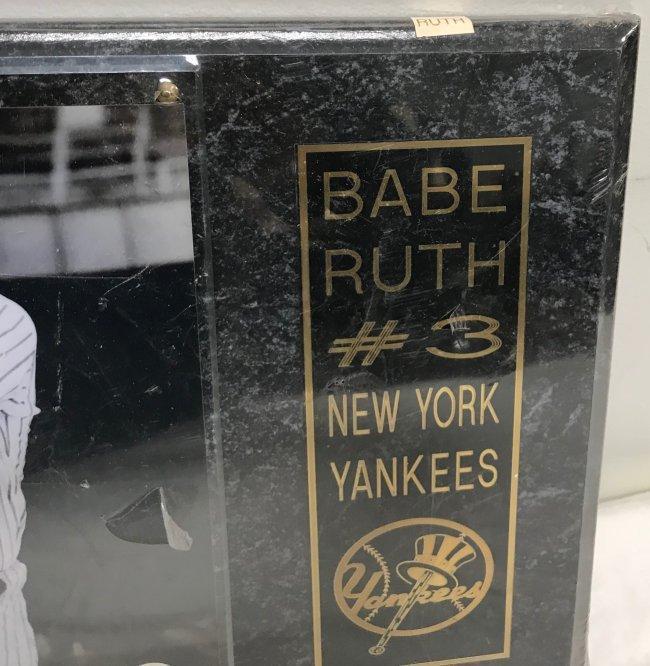 RUTH
BABE
RUTH
# 3
NEW YORK
YANKEES
Yankees